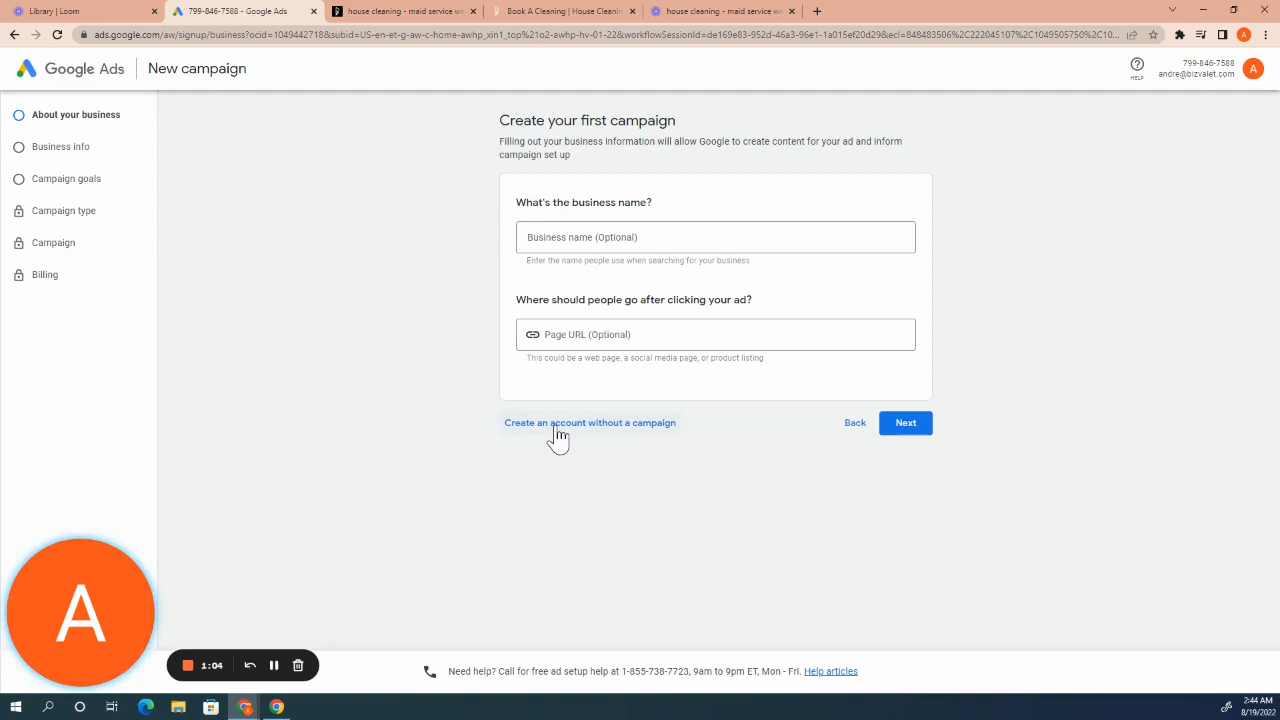 Library | Loom
799-846-7588 - Google Ads
house cleaning - maid service we
Book A Cleaning | House Cleanin
house cleaning - maid service we
ads.google.com/aw/signup/business?ocid=1049442718&subid=US-en-et-g-aw-c-home-awhp_xin1_top%20!o2-awhp-hv-01-22&workflowSessionId=de169e83-952d-46a3-96e1-1a015ef20d29&ecl=848483506%2C222045107%2C1049505750%2C10...
A
Google Ads
New campaign
HELP
799-846-7588
andre@bizvalet.com
A
About your business
Business info
Campaign goals
Campaign type
Campaign
Billing
Create your first campaign
Filling out your business information will allow Google to create content for your ad and inform
campaign set up
What's the business name?
Business name (Optional)
Enter the name people use when searching for your business
Where should people go after clicking your ad?
Page URL (Optional)
This could be a web page, a social media page, or product listing
Create an account without a campaign
Back
Next
A
1:04
Need help? Call for free ad setup help at 1-855-738-7723, 9am to 9pm ET, Mon - Fri. Help articles
2:44 AM
8/19/2022